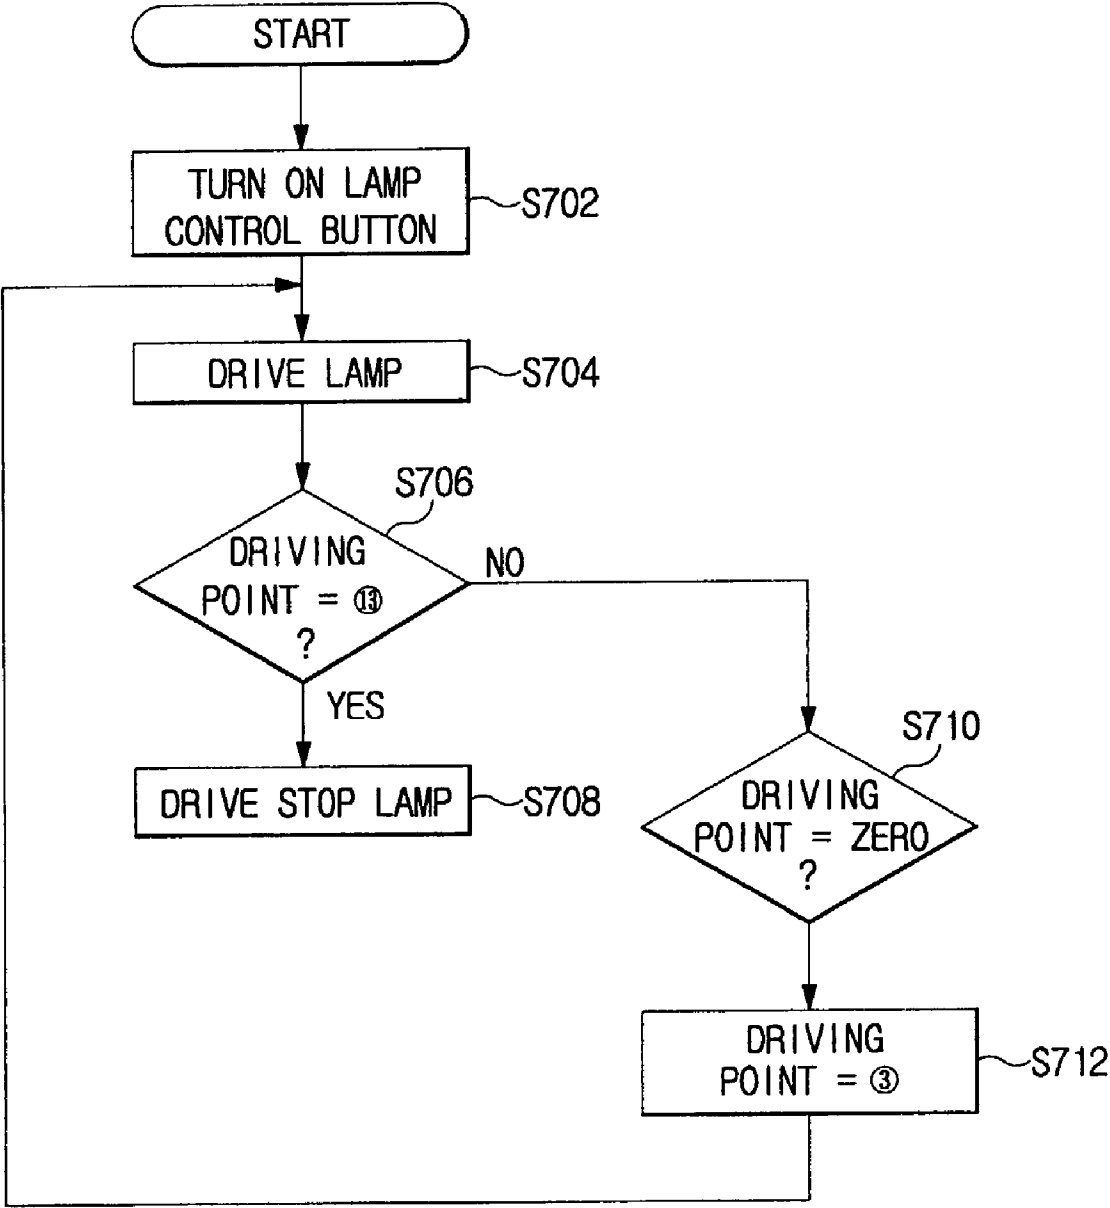 START
TURN ON LAMP
CONTROL BUTTON
S702
DRIVE LAMP
S704
S706
DRIVING
POINT = ⑬
?
NO
YES
DRIVE STOP LAMP
S708
S710
DRIVING
POINT = ZERO
?
DRIVING
POINT = ③
S712